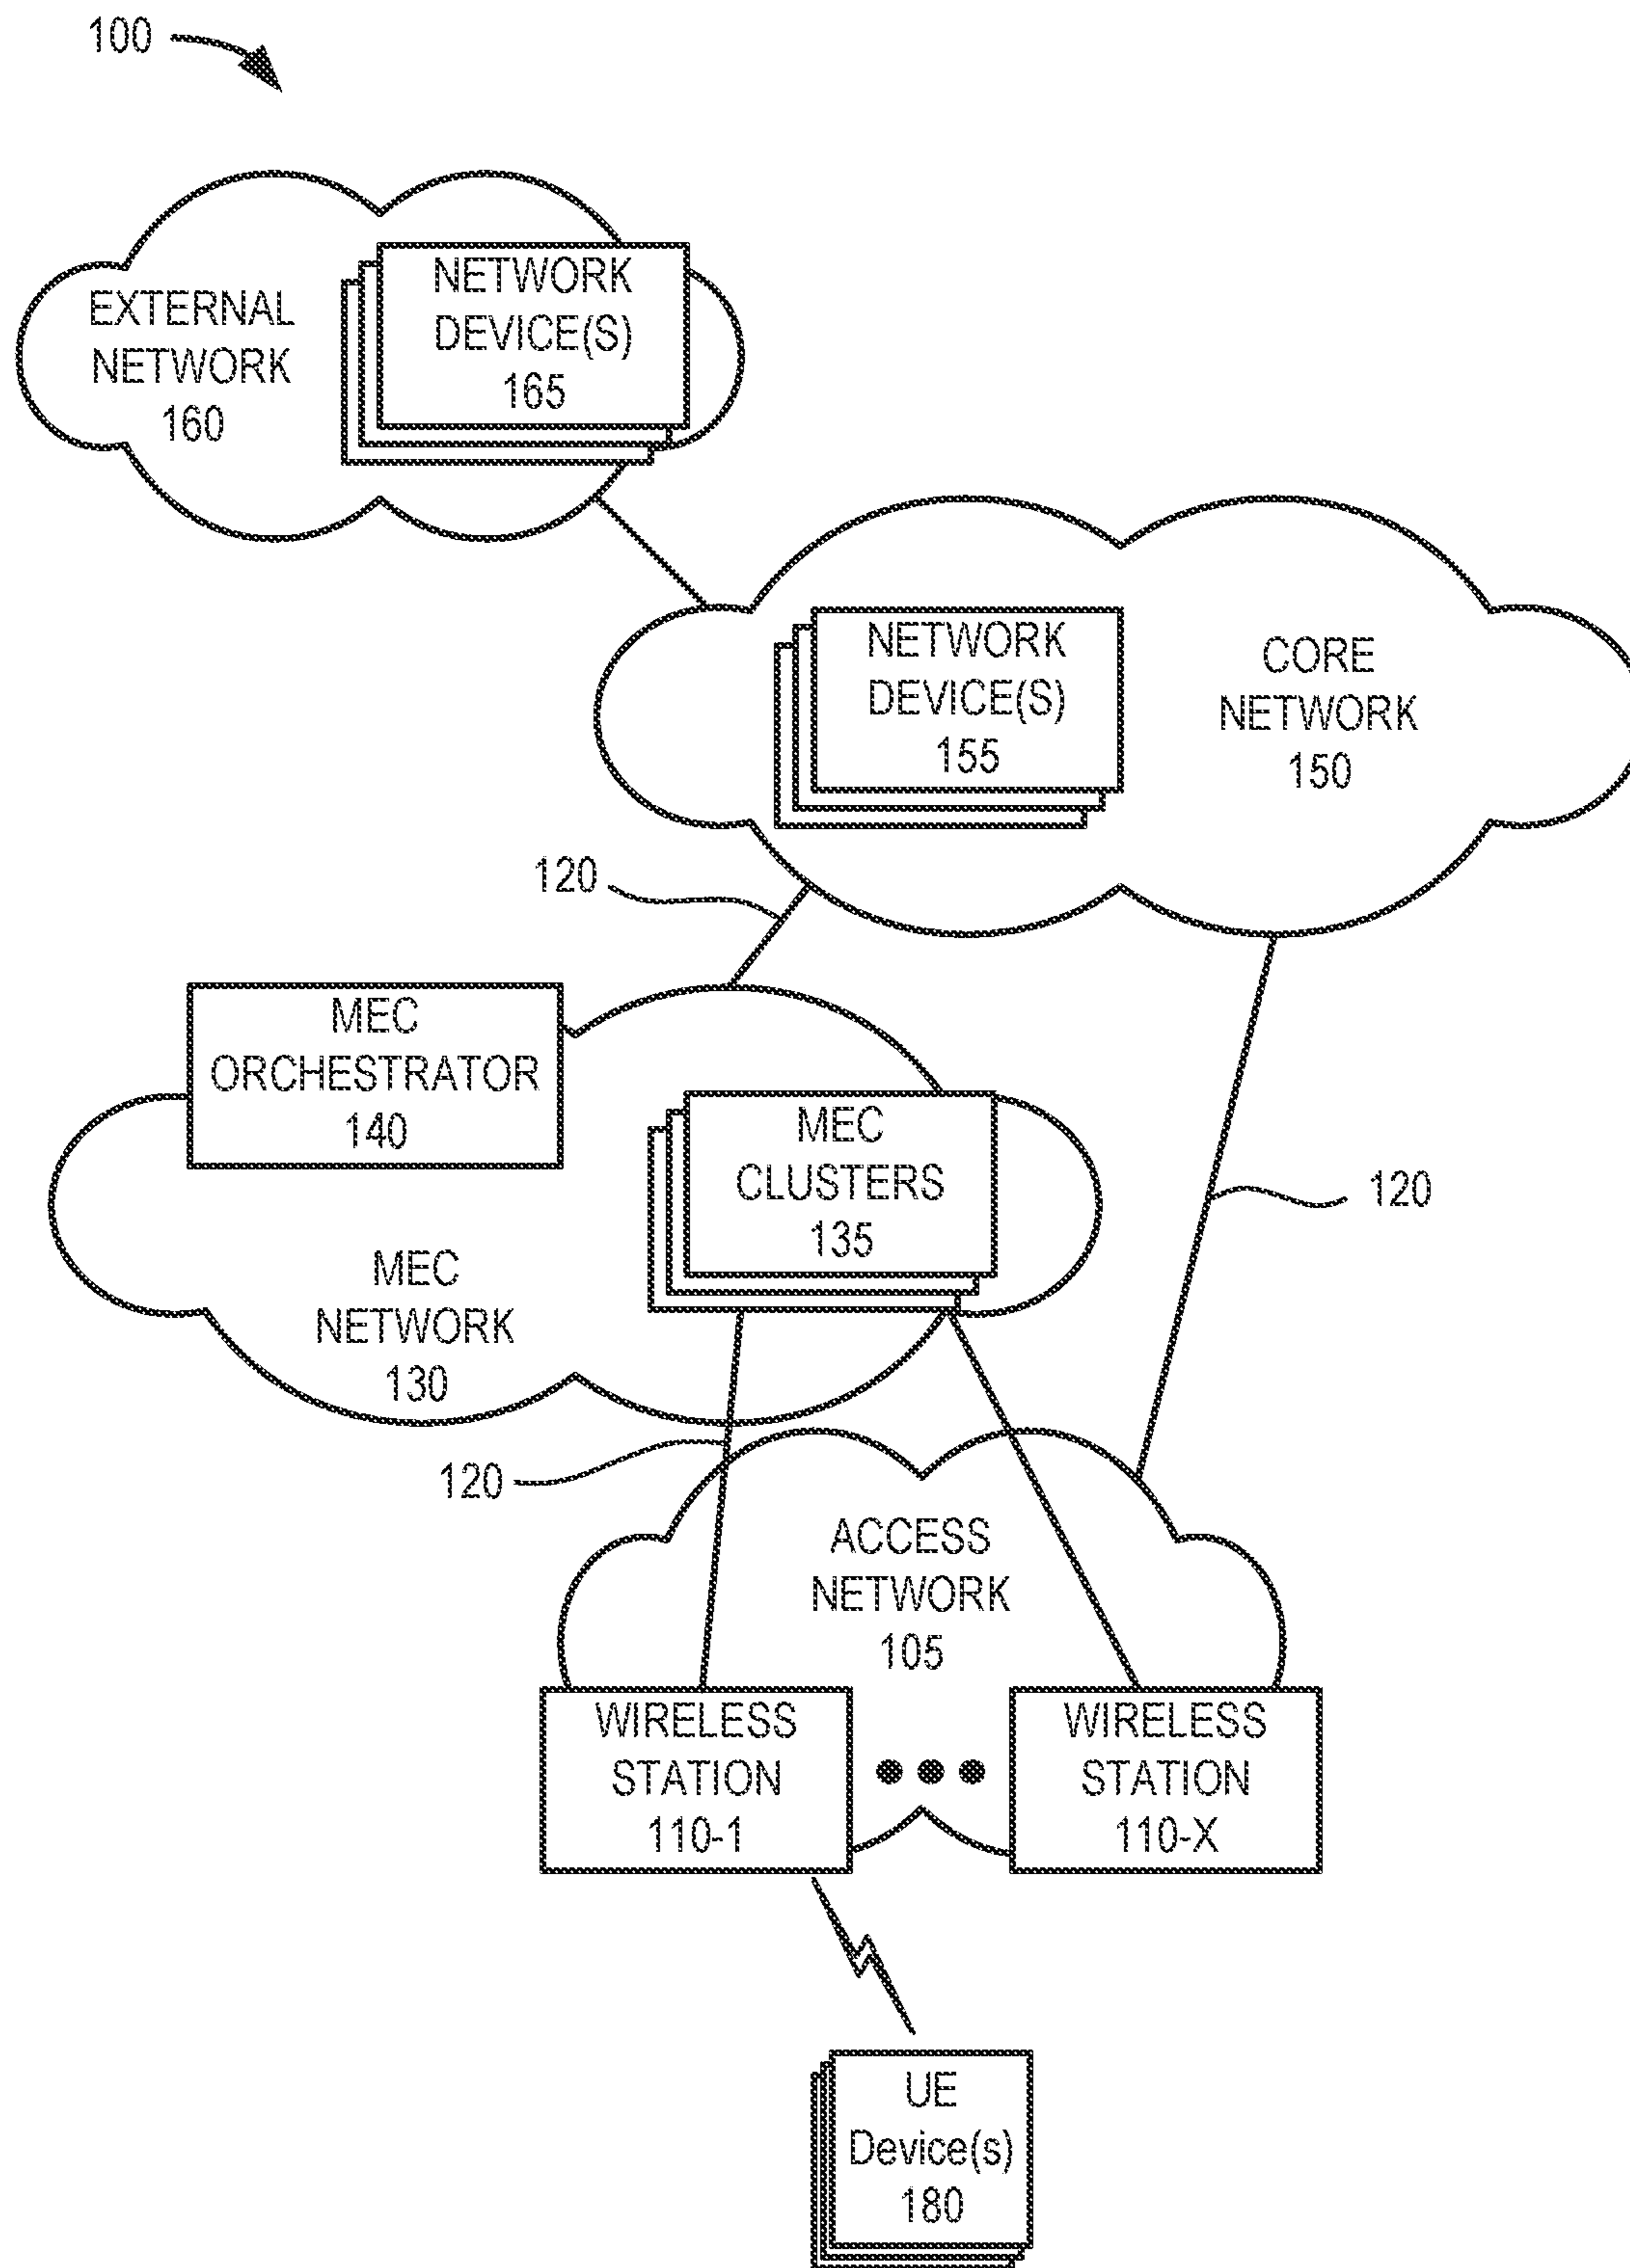 100
EXTERNAL
NETWORK
160
NETWORK
DEVICE(S)
165
NETWORK
DEVICE(S)
155
CORE
NETWORK
150
120
MEC
ORCHESTRATOR
140
MEC
CLUSTERS
135
120
MEC
NETWORK
130
120
ACCESS
NETWORK
105
WIRELESS
STATION
110-1
WIRELESS
STATION
110-X
UE
Device(s)
180